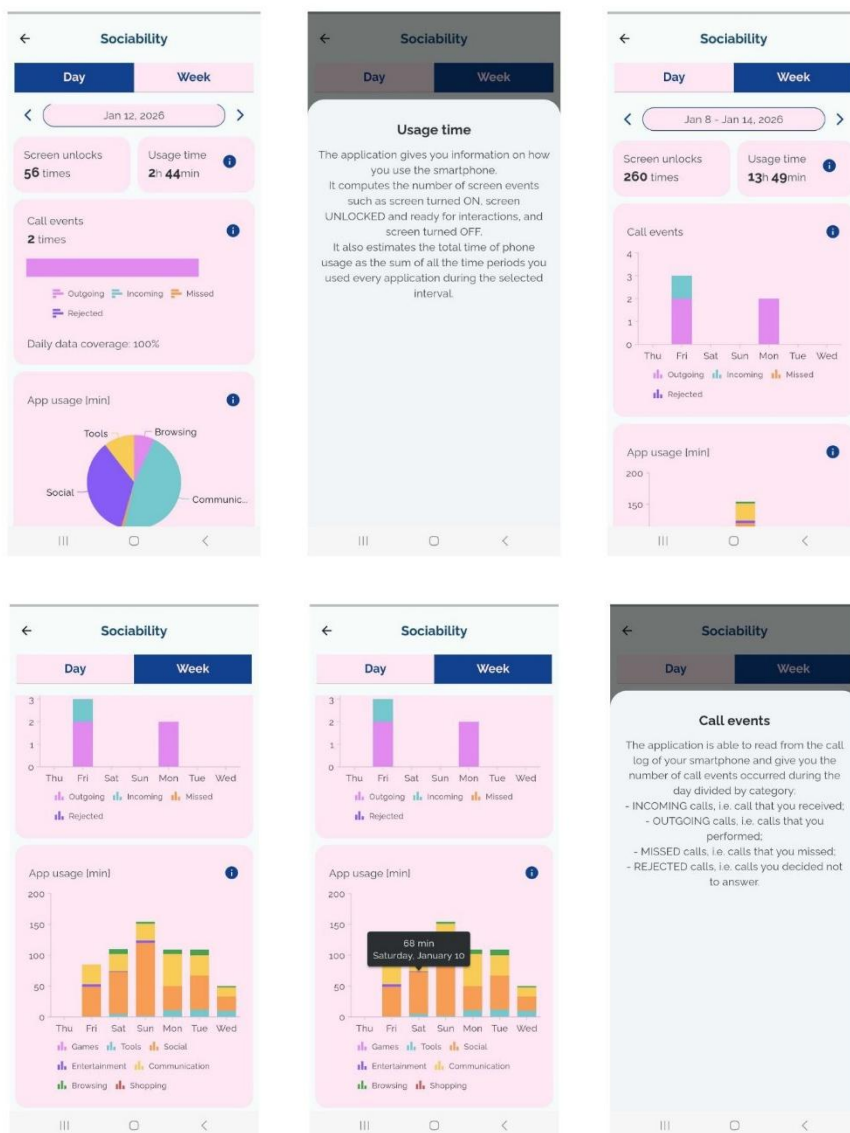 Sociability
Day Week
Jan 12, 2026
Screen unlocks
56 times
Usage time
2h 44min
Call events
2 times
Outgoing Incoming Missed
Rejected
Daily data coverage: 100%
App usage [min]
Tools
Browsing
Social
Communic...
Sociability
Day Week
Usage time
The application gives you information on how
you use the smartphone.
It computes the number of screen events
such as screen turned ON, screen
UNLOCKED and ready for interactions, and
screen turned OFF.
It also estimates the total time of phone
usage as the sum of all the time periods you
used every application during the selected
interval.
Sociability
Day Week
Jan 8 - Jan 14, 2026
Screen unlocks
260 times
Usage time
13h 49min
Call events
4
3
2
1
0
Thu Fri Sat Sun Mon Tue Wed
Outgoing Incoming Missed
Rejected
App usage [min]
200
150
Sociability
Day Week
3
2
1
0
Thu Fri Sat Sun Mon Tue Wed
Outgoing Incoming Missed
Rejected
App usage [min]
200
150
100
50
0
Thu Fri Sat Sun Mon Tue Wed
Games Tools Social
Entertainment Communication
Browsing Shopping
Sociability
Day Week
3
2
1
0
Thu Fri Sat Sun Mon Tue Wed
Outgoing Incoming Missed
Rejected
App usage [min]
200
150
100
50
0
68 min
Saturday, January 10
Thu Fri Sat Sun Mon Tue Wed
Games Tools Social
Entertainment Communication
Browsing Shopping
Sociability
Day Week
Call events
The application is able to read from the call
log of your smartphone and give you the
number of call events occurred during the
day divided by category:
- INCOMING calls, i.e. call that you received;
- OUTGOING calls, i.e. calls that you
performed;
- MISSED calls, i.e. calls that you missed;
- REJECTED calls, i.e. calls you decided not
to answer.